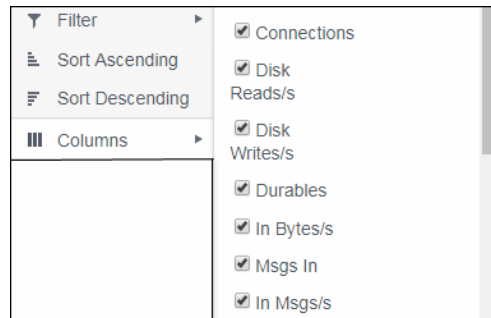 Filter
Sort Ascending
Sort Descending
Columns
Connections
Disk
Reads/s
Disk
Writes/s
Durables
In Bytes/s
Msgs In
In Msgs/s